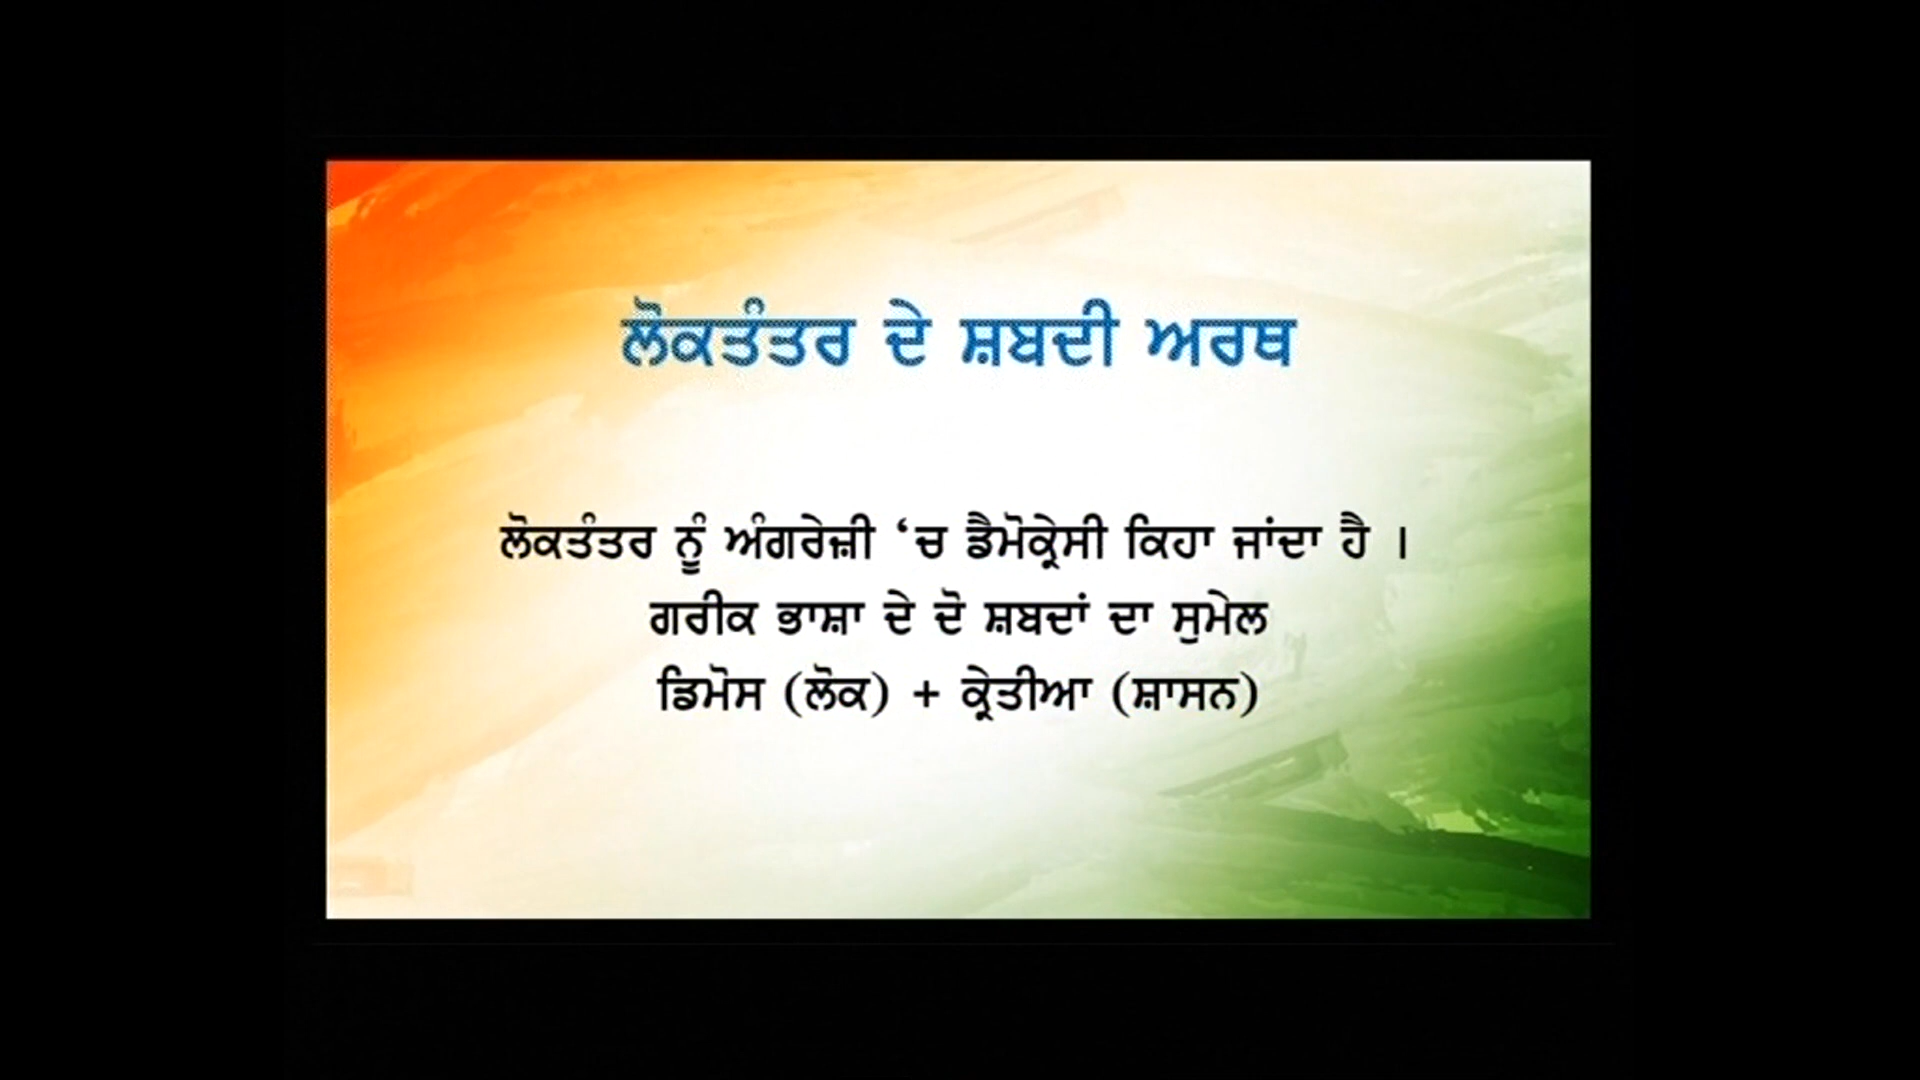 ਲੋਕਤੰਤਰ ਦੇ ਸ਼ਬਦੀ ਅਰਥ
ਲੋਕਤੰਤਰ ਨੂੰ ਅੰਗਰੇਜ਼ੀ ‘ਚ ਡੈਮੋਕ੍ਰੇਸੀ ਕਿਹਾ ਜਾਂਦਾ ਹੈ ।
ਗਰੀਕ ਭਾਸ਼ਾ ਦੇ ਦੋ ਸ਼ਬਦਾਂ ਦਾ ਸੁਮੇਲ
ਡਿਮੋਸ (ਲੋਕ) + ਕ੍ਰੇਤੀਆ (ਸ਼ਾਸਨ)